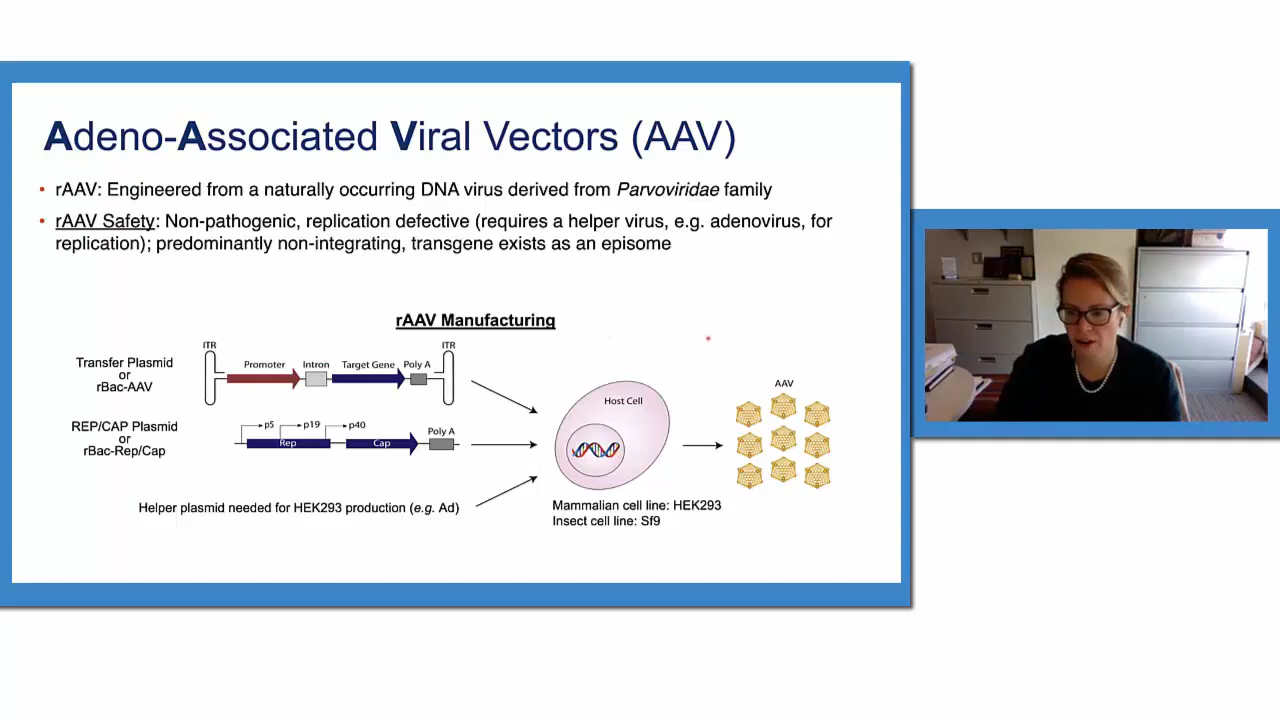 Adeno-Associated Viral Vectors (AAV)
• rAAV: Engineered from a naturally occurring DNA virus derived from Parvoviridae family
• rAAV Safety: Non-pathogenic, replication defective (requires a helper virus, e.g. adenovirus, for
replication); predominantly non-integrating, transgene exists as an episome
rAAV Manufacturing
ITR
ITR
Transfer Plasmid
or
rBac-AAV
Promoter
Intron
Target Gene
Poly A
REP/CAP Plasmid
or
rBac-Rep/Cap
p5
p19
p40
Rep
Cap
Poly A
Helper plasmid needed for HEK293 production (e.g. Ad)
Host Cell
Mammalian cell line: HEK293
Insect cell line: Sf9
AAV